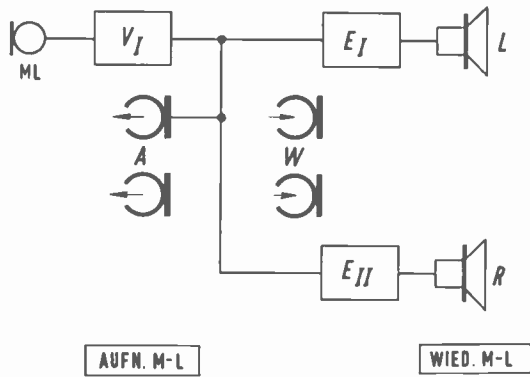 ML
V_I
E_I
L
A
W
E_II
R
AUFN. M-L
WIED. M-L